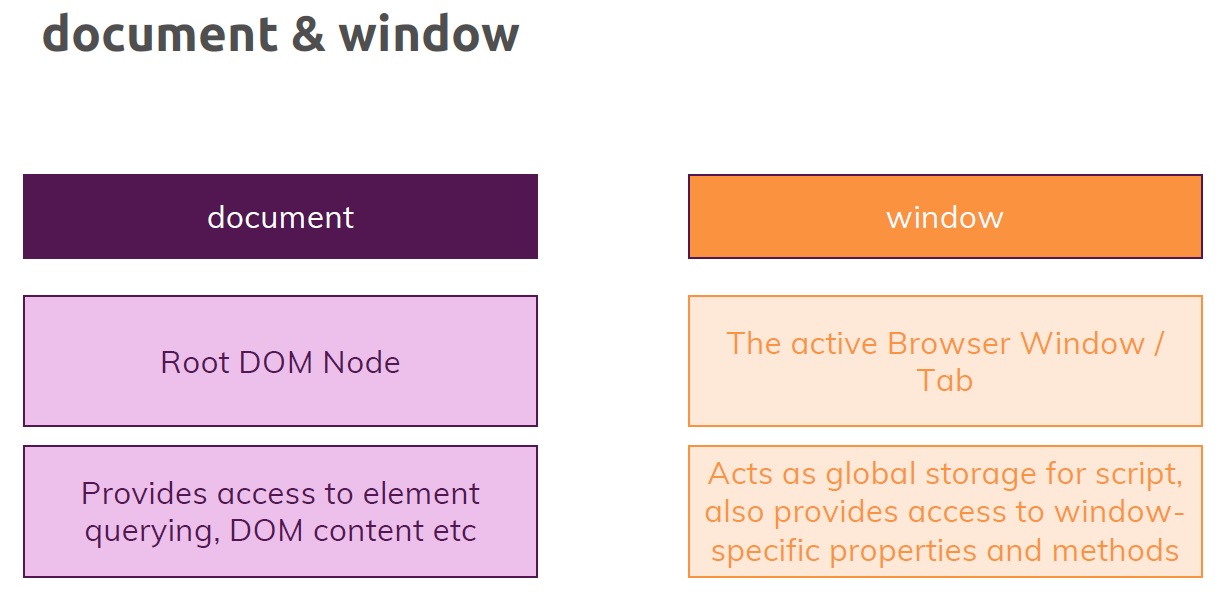 document & window
document
window
Root DOM Node
The active Browser Window /
Tab
Provides access to element
querying, DOM content etc
Acts as global storage for script,
also provides access to window-
specific properties and methods